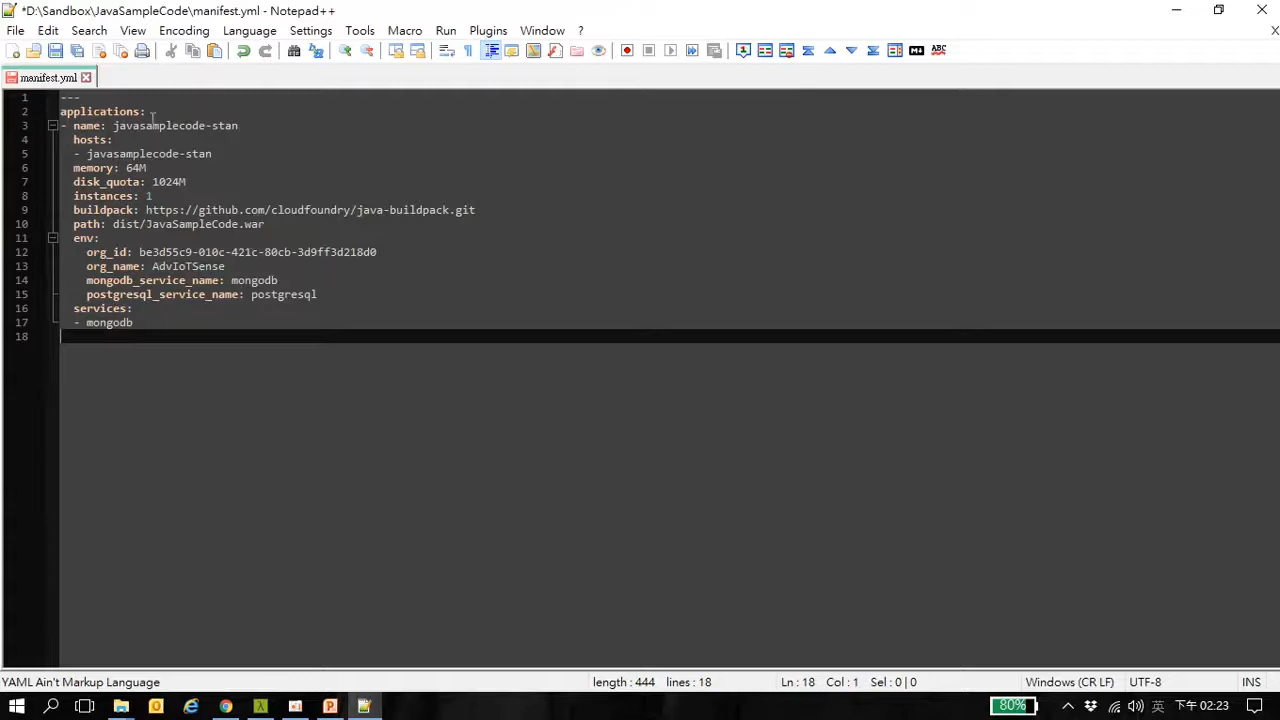 *D:\Sandbox\JavaSampleCode\manifest.yml - Notepad++
File Edit Search View Encoding Language Settings Tools Macro Run Plugins Window ?
manifest.yml
1 ---
2 applications:
3 - name: javasamplecode-stan
4 hosts:
5 - javasamplecode-stan
6 memory: 64M
7 disk_quota: 1024M
8 instances: 1
9 buildpack: https://github.com/cloudfoundry/java-buildpack.git
10 path: dist/JavaSampleCode.war
11 env:
12 org_id: be3d55c9-010c-421c-80cb-3d9ff3d218d0
13 org_name: AdvIoTSense
14 mongodb_service_name: mongodb
15 postgresql_service_name: postgresql
16 services:
17 - mongodb
18
YAML Ain't Markup Language length : 444 lines : 18 Ln : 18 Col : 1 Sel : 0 | 0 Windows (CR LF) UTF-8 INS
80% 英 下午 02:23